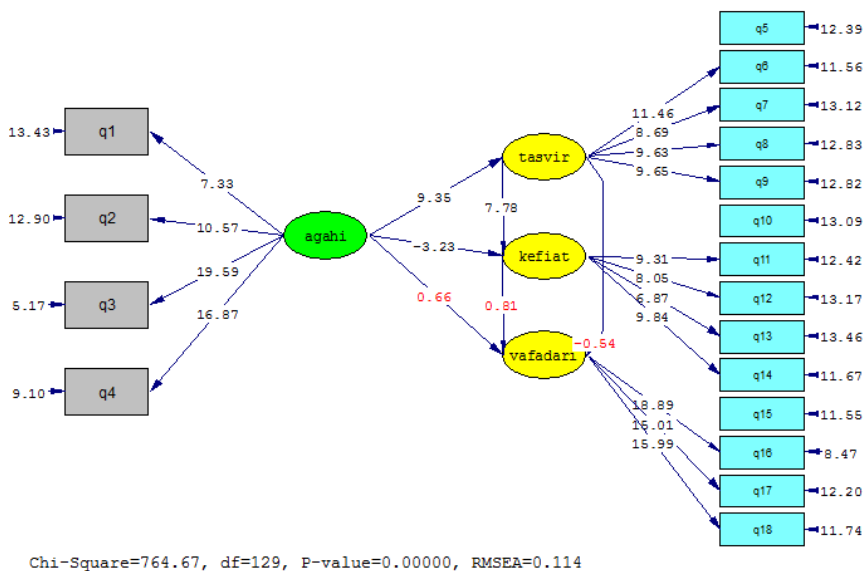 q5
12.39
q6
11.56
11.46
q7
13.12
13.43
q1
8.69
q8
12.83
tasvir
9.63
9.65
q9
12.82
7.33
9.35
12.90
q2
10.57
7.78
q10
13.09
agahi
-3.23
kefiat
9.31
q11
12.42
8.05
5.17
q3
19.59
0.66
0.81
6.87
q12
13.17
16.87
9.84
q13
13.46
-0.54
vafadari
q14
11.67
9.10
q4
18.89
q15
11.55
15.01
15.99
q16
8.47
q17
12.20
q18
11.74
Chi-Square=764.67, df=129, P-value=0.00000, RMSEA=0.114